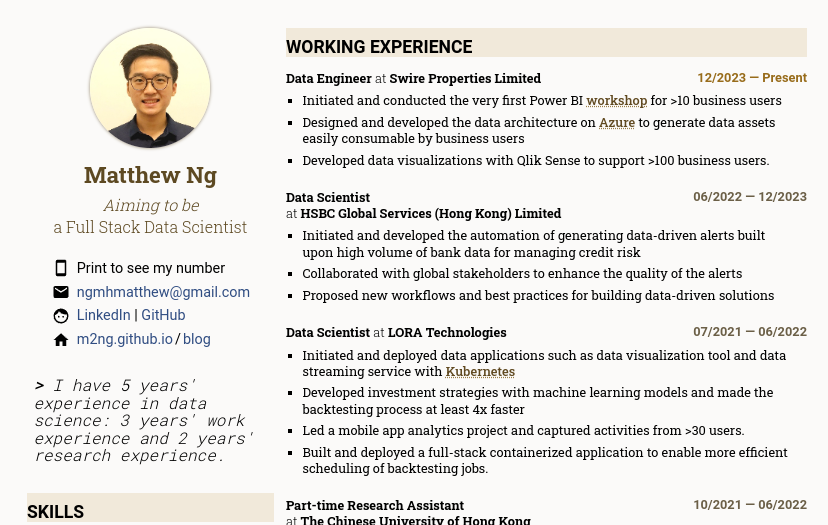 Matthew Ng
Aiming to be
a Full Stack Data Scientist
Print to see my number
ngmhmatthew@gmail.com
LinkedIn | GitHub
m2ng.github.io / blog
> I have 5 years'
experience in data
science: 3 years' work
experience and 2 years'
research experience.
SKILLS
WORKING EXPERIENCE
Data Engineer at Swire Properties Limited 12/2023 — Present
▪ Initiated and conducted the very first Power BI workshop for >10 business users
▪ Designed and developed the data architecture on Azure to generate data assets
easily consumable by business users
▪ Developed data visualizations with Qlik Sense to support >100 business users.
Data Scientist 06/2022 — 12/2023
at HSBC Global Services (Hong Kong) Limited
▪ Initiated and developed the automation of generating data-driven alerts built
upon high volume of bank data for managing credit risk
▪ Collaborated with global stakeholders to enhance the quality of the alerts
▪ Proposed new workflows and best practices for building data-driven solutions
Data Scientist at LORA Technologies 07/2021 — 06/2022
▪ Initiated and deployed data applications such as data visualization tool and data
streaming service with Kubernetes
▪ Developed investment strategies with machine learning models and made the
backtesting process at least 4x faster
▪ Led a mobile app analytics project and captured activities from >30 users.
▪ Built and deployed a full-stack containerized application to enable more efficient
scheduling of backtesting jobs.
Part-time Research Assistant 10/2021 — 06/2022
at The Chinese University of Hong Kong